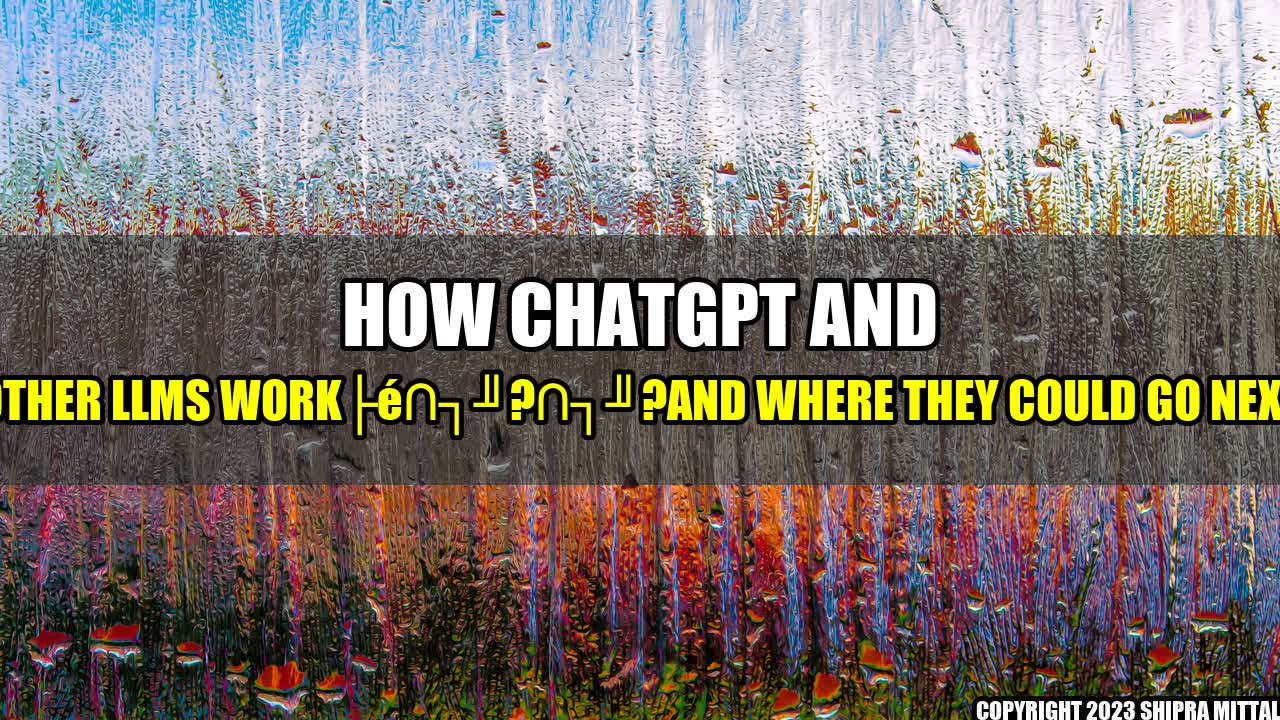 HOW CHATGPT AND
OTHER LLMS WORK ├é∩┐╜?∩┐╜?AND WHERE THEY COULD GO NEX
COPYRIGHT 2023 SHIPRA MITTAL